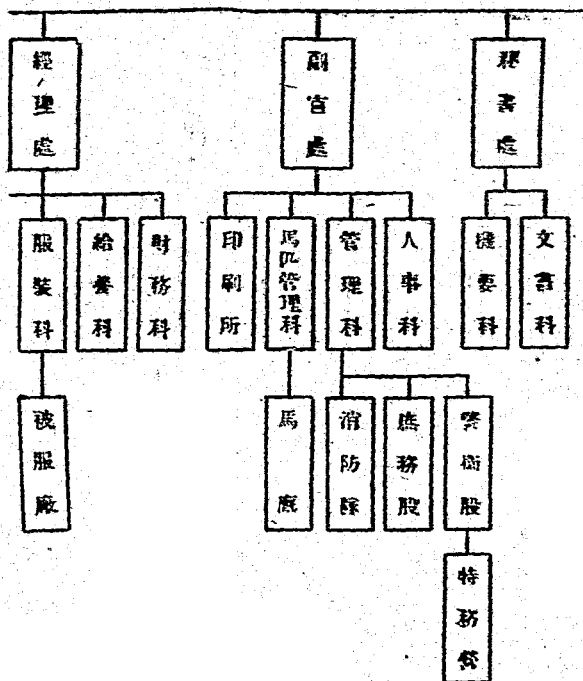 秘書處
副官處
經理處
文書科
機要科
人事科
管理科
馬匹管理科
印刷所
財務科
給養科
服裝科
警衛股
庶務股
消防隊
馬廐
被服廠
特務營